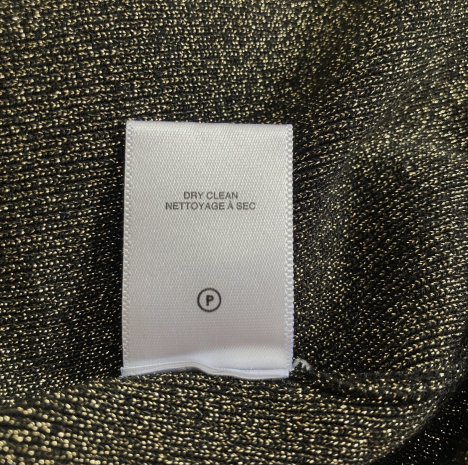 DRY CLEAN
NETTOYAGE À SEC
P